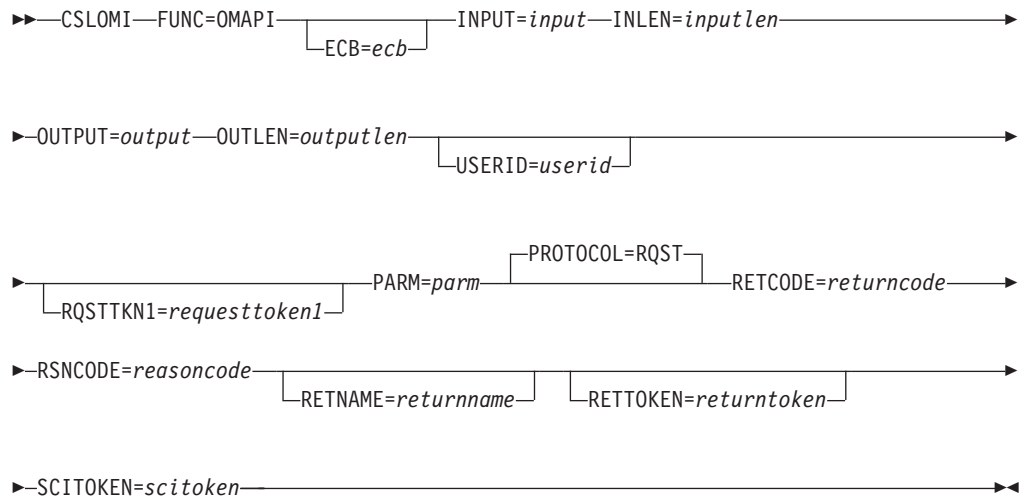 CSLOMI FUNC=OMAPI INPUT=input INLEN=inputlen
ECB=ecb
OUTPUT=output OUTLEN=outputlen
USERID=userid
PROTOCOL=RQST
PARM=parm RETCODE=returncode
RQSTTKN1=requesttoken1
RSNCODE=reasoncode
RETNAME=returnname RETTOKEN=returntoken
SCITOKEN=scitoken